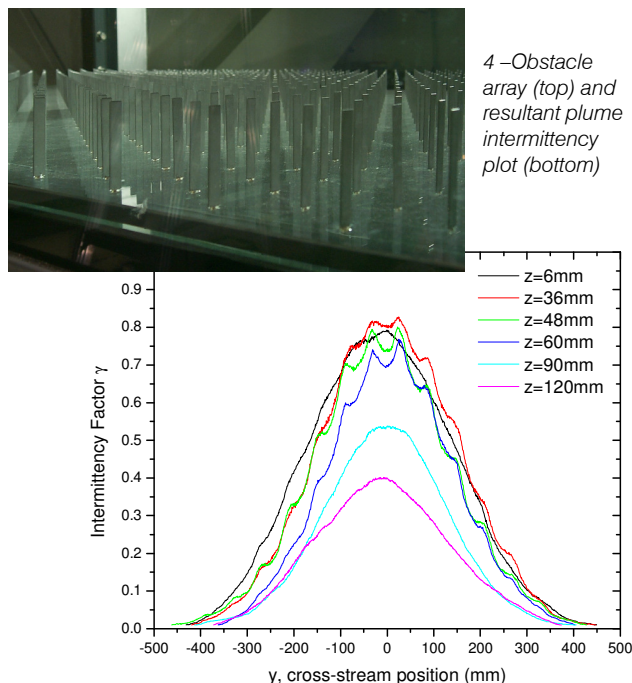 4 –Obstacle
array (top) and
resultant plume
intermittency
plot (bottom)
z=6mm
z=36mm
z=48mm
z=60mm
z=90mm
z=120mm
0.9
0.8
0.7
0.6
0.5
0.4
0.3
0.2
0.1
0.0
Intermittency Factor γ
-500 -400 -300 -200 -100 0 100 200 300 400 500
y, cross-stream position (mm)